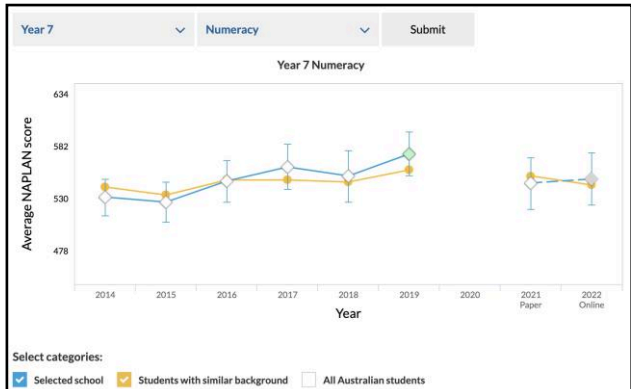 Year 7 Numeracy Submit
Year 7 Numeracy
Average NAPLAN score
634
582
530
478
2014 2015 2016 2017 2018 2019 2020 2021 2022
Paper Online
Year
Select categories:
Selected school Students with similar background All Australian students